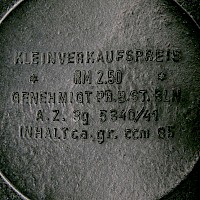 KLEINVERKAUFSPREIS
* RM 2.50 *
GENEHMIGT PR.B.ST. BLN.
A.Z. Sg 5340/41
INHALT ca. gr. ccm 85